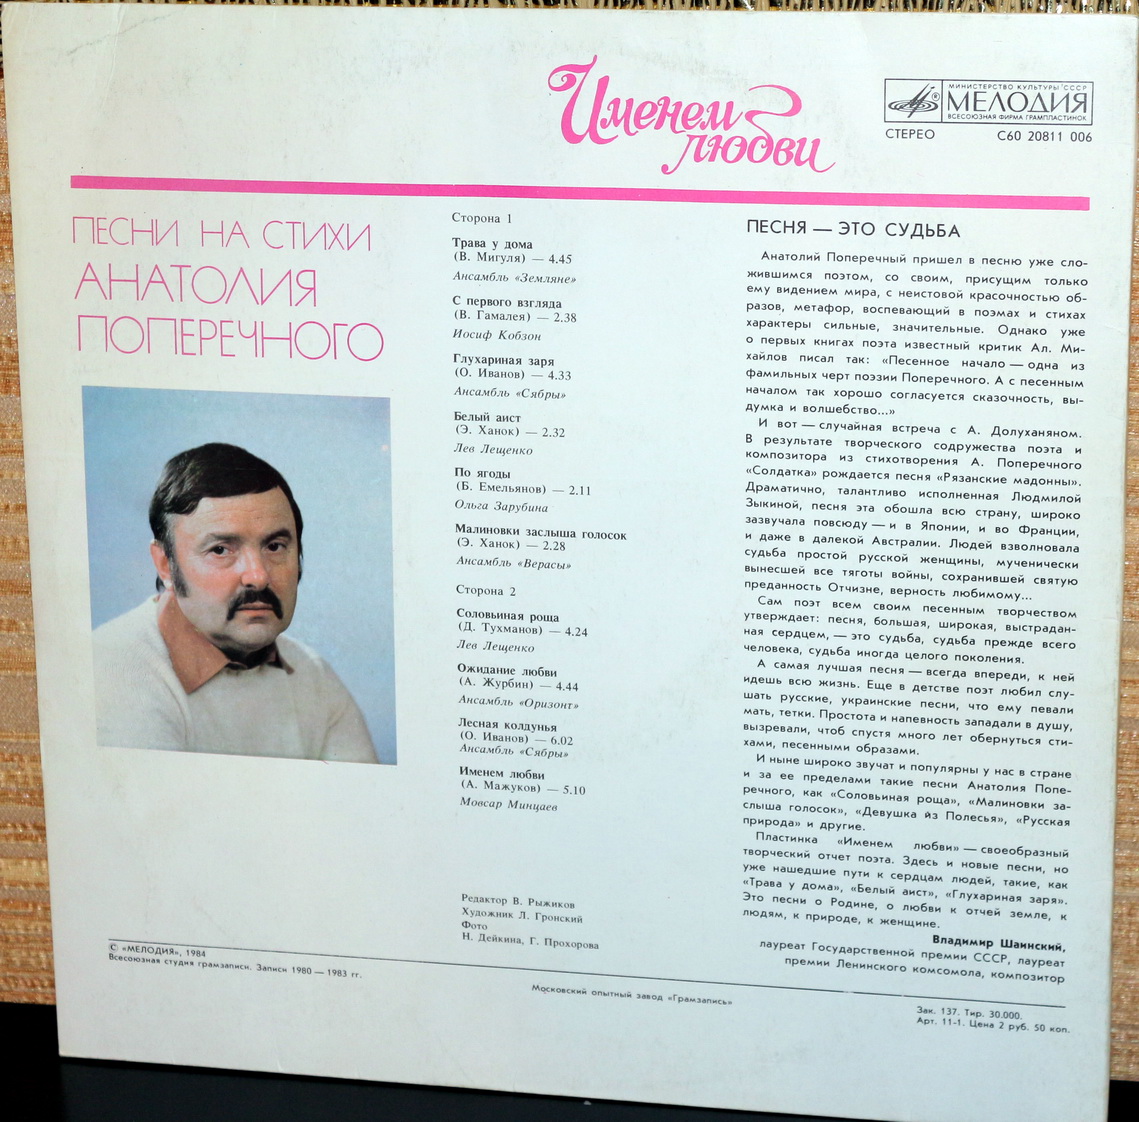 Именем
любви
МИНИСТЕРСТВО КУЛЬТУРЫ СССР
МЕЛОДИЯ
ВСЕСОЮЗНАЯ ФИРМА ГРАМПЛАСТИНОК
СТЕРЕО
С60 20811 006
ПЕСНИ НА СТИХИ
АНАТОЛИЯ
ПОПЕРЕЧНОГО
Сторона 1
Трава у дома
(В. Мигуля) — 4.45
Ансамбль «Земляне»
С первого взгляда
(В. Гамалея) — 2.38
Иосиф Кобзон
Глухариная заря
(О. Иванов) — 4.33
Ансамбль «Сябры»
Белый аист
(Э. Ханок) — 2.32
Лев Лещенко
По ягоды
(Б. Емельянов) — 2.11
Ольга Зарубина
Малиновки заслыша голосок
(Э. Ханок) — 2.28
Ансамбль «Верасы»
Сторона 2
Соловьиная роща
(Д. Тухманов) — 4.24
Лев Лещенко
Ожидание любви
(А. Журбин) — 4.44
Ансамбль «Оризонт»
Лесная колдунья
(О. Иванов) — 6.02
Ансамбль «Сябры»
Именем любви
(А. Мажуков) — 5.10
Мовсар Минцаев
Редактор В. Рыжиков
Художник Л. Гронский
Фото
Н. Дейкина, Г. Прохорова
ПЕСНЯ — ЭТО СУДЬБА
Анатолий Поперечный пришел в песню уже сло-
жившимся поэтом, со своим, присущим только
ему видением мира, с неистовой красочностью об-
разов, метафор, воспевающий в поэмах и стихах
характеры сильные, значительные. Однако уже
о первых книгах поэта известный критик Ал. Ми-
хайлов писал так: «Песенное начало — одна из
фамильных черт поэзии Поперечного. А с песенным
началом так хорошо согласуется сказочность, вы-
думка и волшебство...»
И вот — случайная встреча с А. Долуханяном.
В результате творческого содружества поэта и
композитора из стихотворения А. Поперечного
«Солдатка» рождается песня «Рязанские мадонны».
Драматично, талантливо исполненная Людмилой
Зыкиной, песня эта обошла всю страну, широко
зазвучала повсюду — и в Японии, и во Франции,
и даже в далекой Австралии. Людей взволновала
судьба простой русской женщины, мученически
вынесшей все тяготы войны, сохранившей святую
преданность Отчизне, верность любимому...
Сам поэт всем своим песенным творчеством
утверждает: песня, большая, широкая, выстрадан-
ная сердцем, — это судьба, судьба прежде всего
человека, судьба иногда целого поколения.
А самая лучшая песня — всегда впереди, к ней
идешь всю жизнь. Еще в детстве поэт любил слу-
шать русские, украинские песни, что ему певали
мать, тетки. Простота и напевность западали в душу,
вызревали, чтоб спустя много лет обернуться сти-
хами, песенными образами.
И ныне широко звучат и популярны у нас в стране
и за ее пределами такие песни Анатолия Попе-
речного, как «Соловьиная роща», «Малиновки за-
слыша голосок», «Девушка из Полесья», «Русская
природа» и другие.
Пластинка «Именем любви» — своеобразный
творческий отчет поэта. Здесь и новые песни, но
уже нашедшие пути к сердцам людей, такие, как
«Трава у дома», «Белый аист», «Глухариная заря».
Это песни о Родине, о любви к отчей земле, к
людям, к природе, к женщине.
Владимир Шаинский,
лауреат Государственной премии СССР, лауреат
премии Ленинского комсомола, композитор
© «МЕЛОДИЯ», 1984
Всесоюзная студия грамзаписи. Записи 1980 — 1983 гг.
Московский опытный завод «Грамзапись»
Зак. 137. Тир. 30.000.
Арт. 11-1. Цена 2 руб. 50 коп.